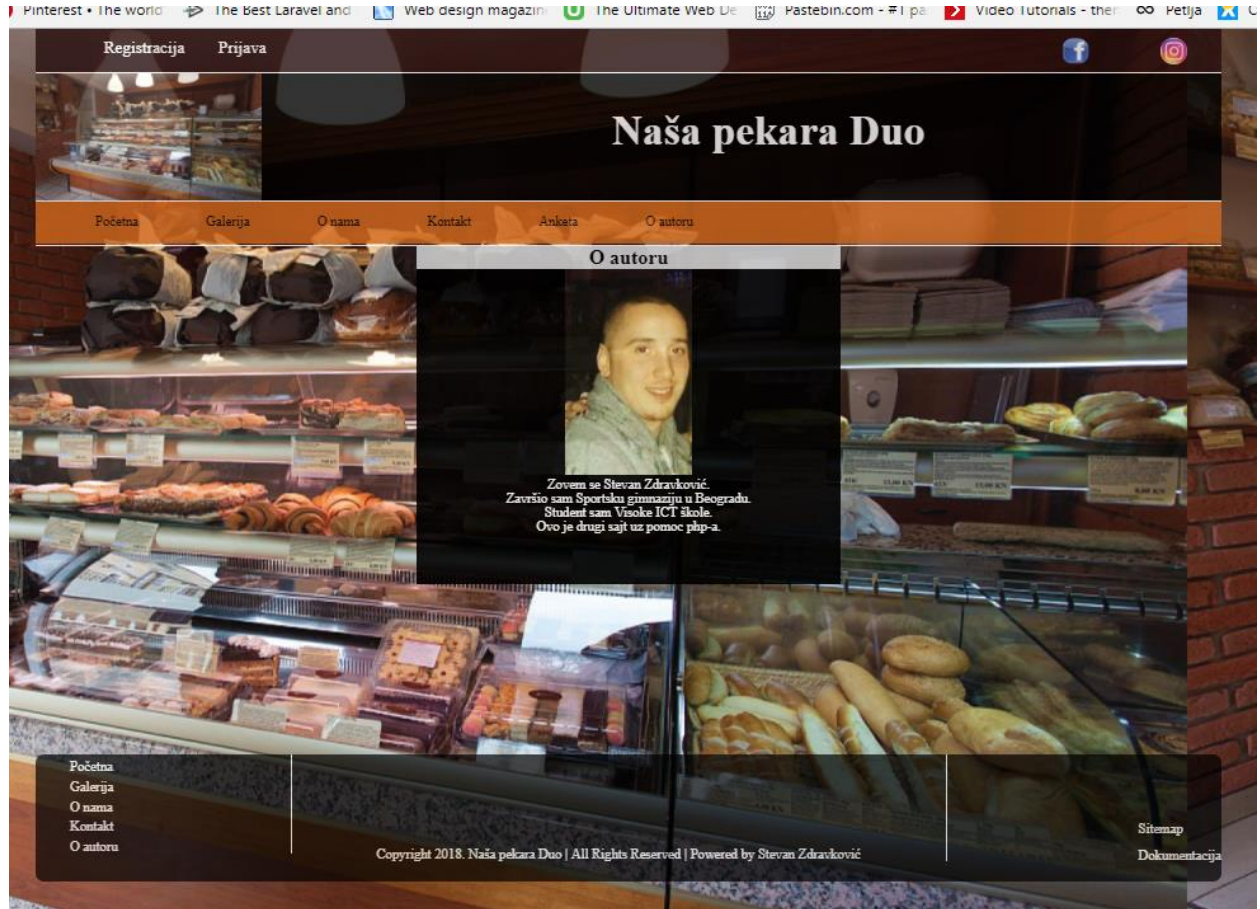 Pinterest • The world
The Best Laravel and
Web design magazin
The Ultimate Web De
Pastebin.com - #1 pa
Video Tutorials - ther
Petlja
Registracija Prijava
Naša pekara Duo
Početna Galerija O nama Kontakt Anketa O autoru
O autoru
Zovem se Stevan Zdravković.
Završio sam Sportsku gimnaziju u Beogradu.
Student sam Visoke ICT škole.
Ovo je drugi sajt uz pomoc php-a.
Početna
Galerija
O nama
Kontakt
O autoru
Copyright 2018. Naša pekara Duo | All Rights Reserved | Powered by Stevan Zdravković
Sitemap
Dokumentacija